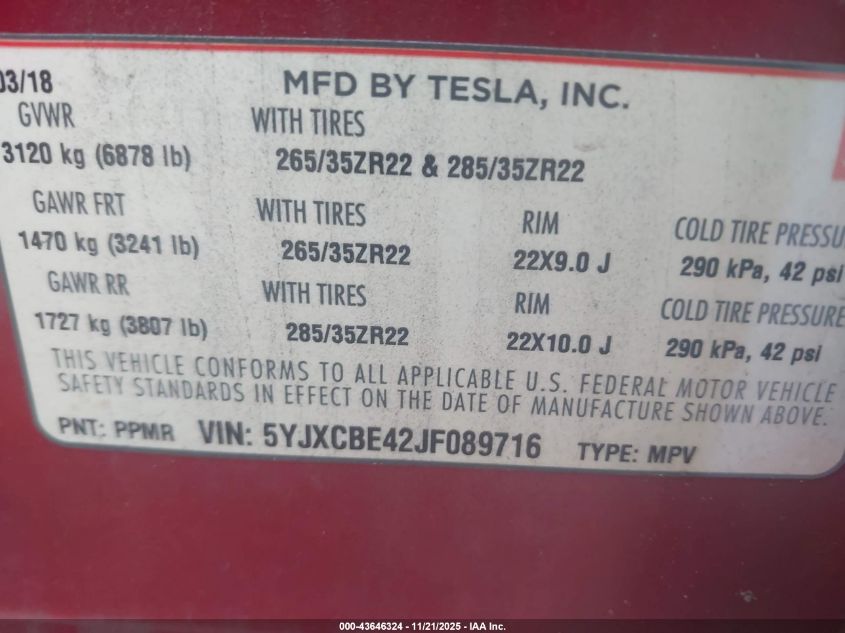 03/18 MFD BY TESLA, INC.
GVWR WITH TIRES
3120 kg (6878 lb) 265/35ZR22 & 285/35ZR22
GAWR FRT WITH TIRES RIM COLD TIRE PRESSU
1470 kg (3241 lb) 265/35ZR22 22X9.0 J 290 kPa, 42 psi
GAWR RR WITH TIRES RIM COLD TIRE PRESSURE
1727 kg (3807 lb) 285/35ZR22 22X10.0 J 290 kPa, 42 psi
THIS VEHICLE CONFORMS TO ALL APPLICABLE U.S. FEDERAL MOTOR VEHICLE
SAFETY STANDARDS IN EFFECT ON THE DATE OF MANUFACTURE SHOWN ABOVE.
PNT: PPMR VIN: 5YJXCBE42JF089716 TYPE: MPV
000-43646324 - 11/21/2025 - IAA Inc.